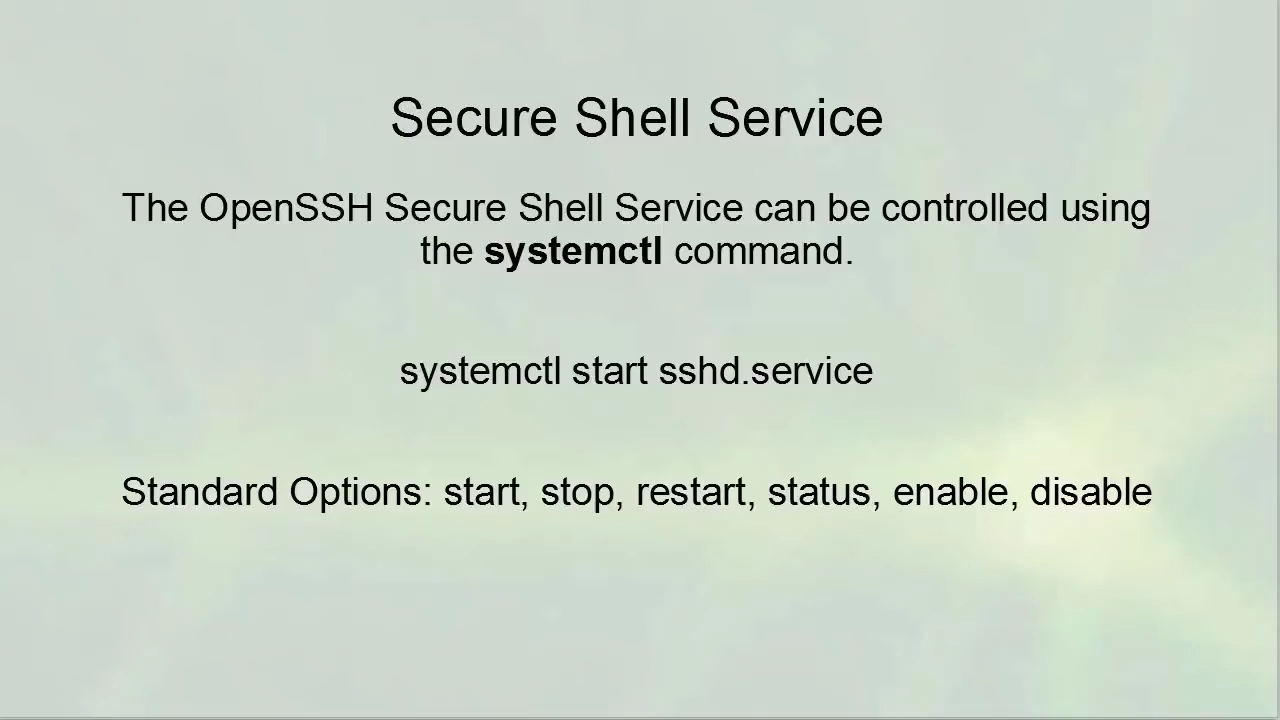 Secure Shell Service
The OpenSSH Secure Shell Service can be controlled using
the systemctl command.
systemctl start sshd.service
Standard Options: start, stop, restart, status, enable, disable